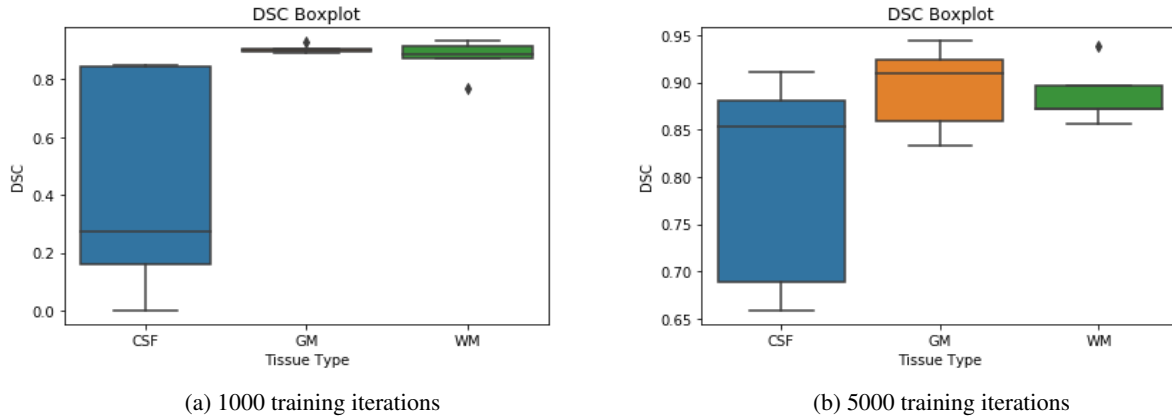 DSC Boxplot
DSC
0.8
0.6
0.4
0.2
0.0
CSF
GM
WM
Tissue Type
(a) 1000 training iterations
DSC Boxplot
DSC
0.95
0.90
0.85
0.80
0.75
0.70
0.65
CSF
GM
WM
Tissue Type
(b) 5000 training iterations